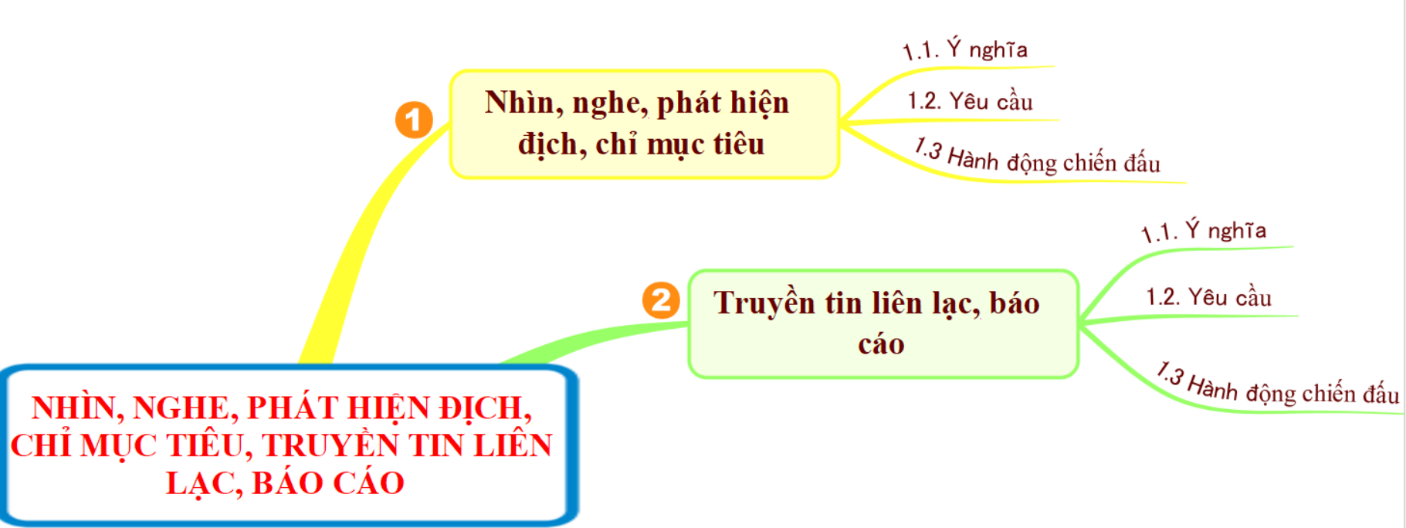 1
Nhìn, nghe, phát hiện
địch, chỉ mục tiêu
1.1. Ý nghĩa
1.2. Yêu cầu
1.3 Hành động chiến đấu
2
Truyền tin liên lạc, báo
cáo
1.1. Ý nghĩa
1.2. Yêu cầu
1.3 Hành động chiến đấu
NHÌN, NGHE, PHÁT HIỆN ĐỊCH,
CHỈ MỤC TIÊU, TRUYỀN TIN LIÊN
LẠC, BÁO CÁO